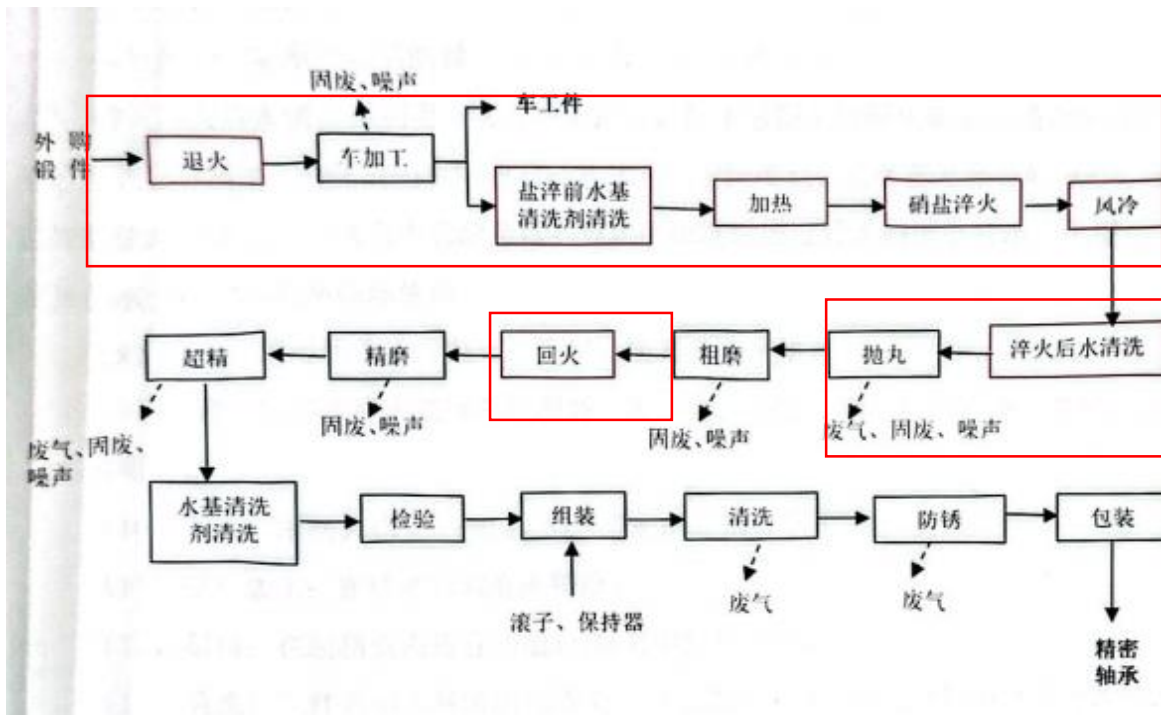 固废、噪声
车工件
外购
锻件
退火
车加工
盐淬前水基
清洗剂清洗
加热
硝盐淬火
风冷
超精
精磨
回火
粗磨
抛丸
淬火后水清洗
废气、固废、
噪声
固废、噪声
固废、噪声
废气、固废、噪声
水基清洗
剂清洗
检验
组装
清洗
防锈
包装
滚子、保持器
废气
废气
精密
轴承